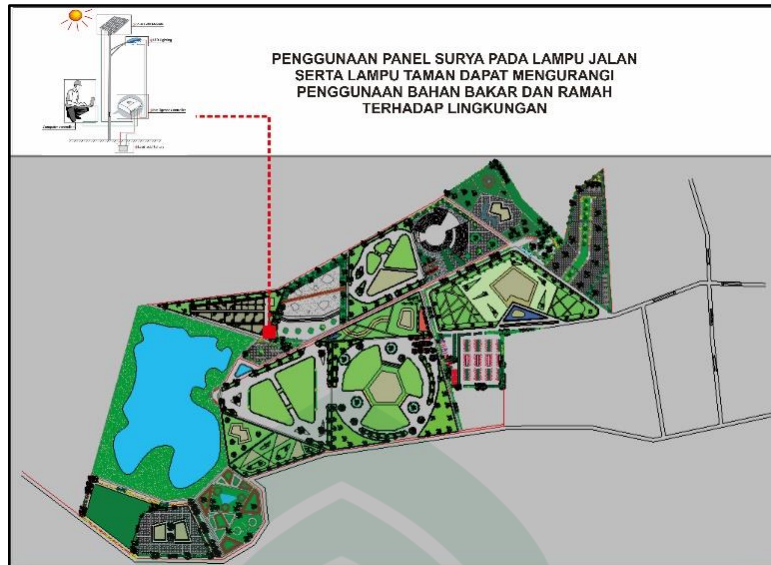 PENGGUNAAN PANEL SURYA PADA LAMPU JALAN
SERTA LAMPU TAMAN DAPAT MENGURANGI
PENGGUNAAN BAHAN BAKAR DAN RAMAH
TERHADAP LINGKUNGAN